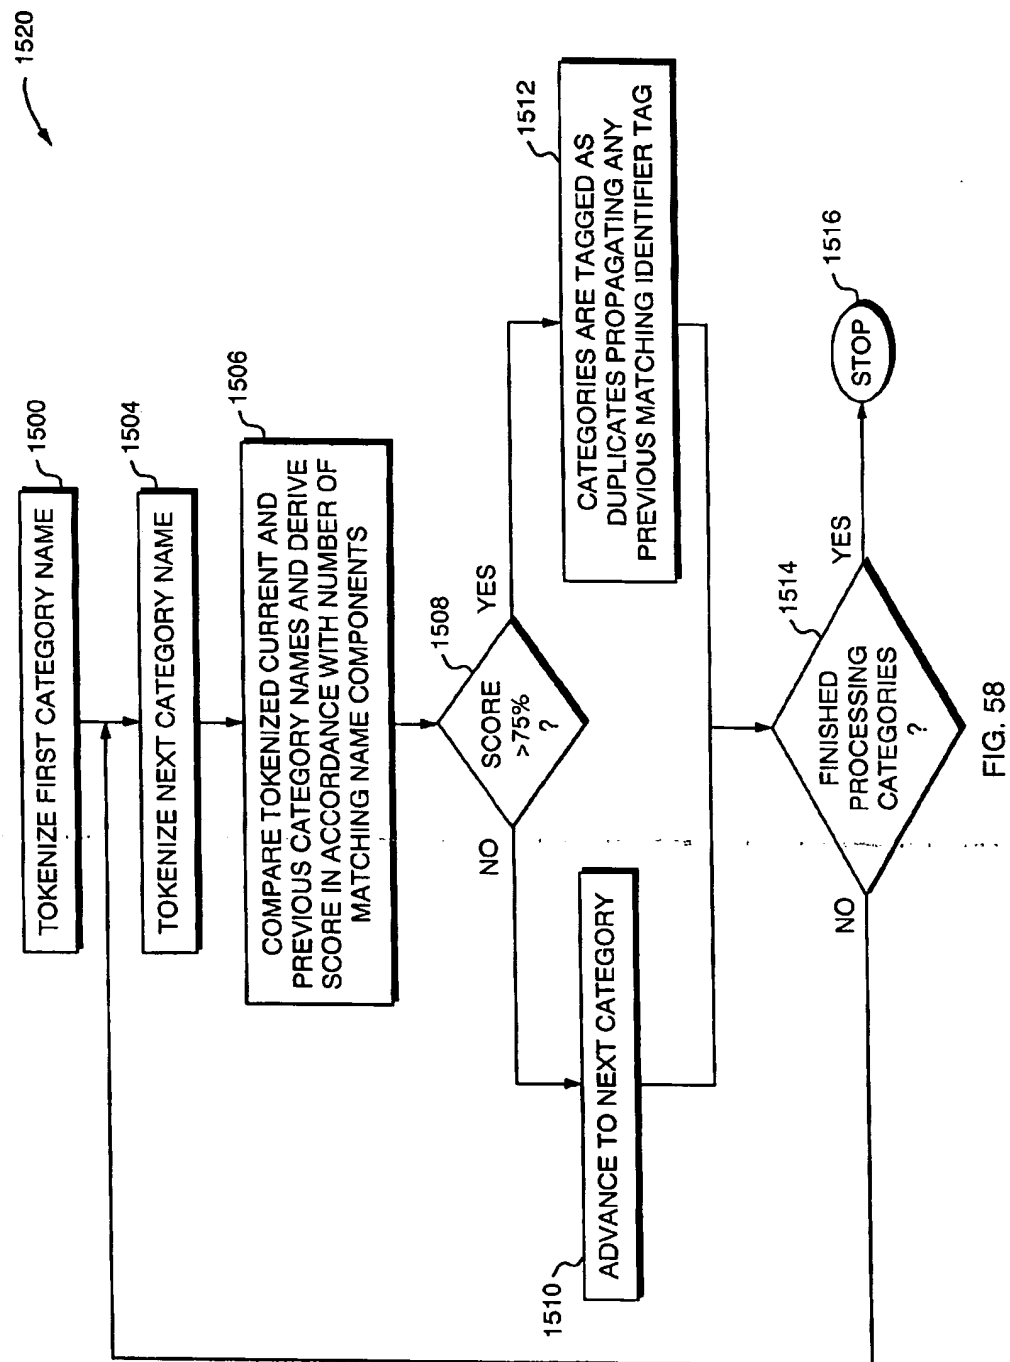 1520
TOKENIZE FIRST CATEGORY NAME
1500
TOKENIZE NEXT CATEGORY NAME
1504
COMPARE TOKENIZED CURRENT AND
PREVIOUS CATEGORY NAMES AND DERIVE
SCORE IN ACCORDANCE WITH NUMBER OF
MATCHING NAME COMPONENTS
1506
SCORE
>75%
?
1508
NO
YES
1510
ADVANCE TO NEXT CATEGORY
CATEGORIES ARE TAGGED AS
DUPLICATES PROPAGATING ANY
PREVIOUS MATCHING IDENTIFIER TAG
1512
FINISHED
PROCESSING
CATEGORIES
?
1514
NO
YES
STOP
1516
FIG. 58